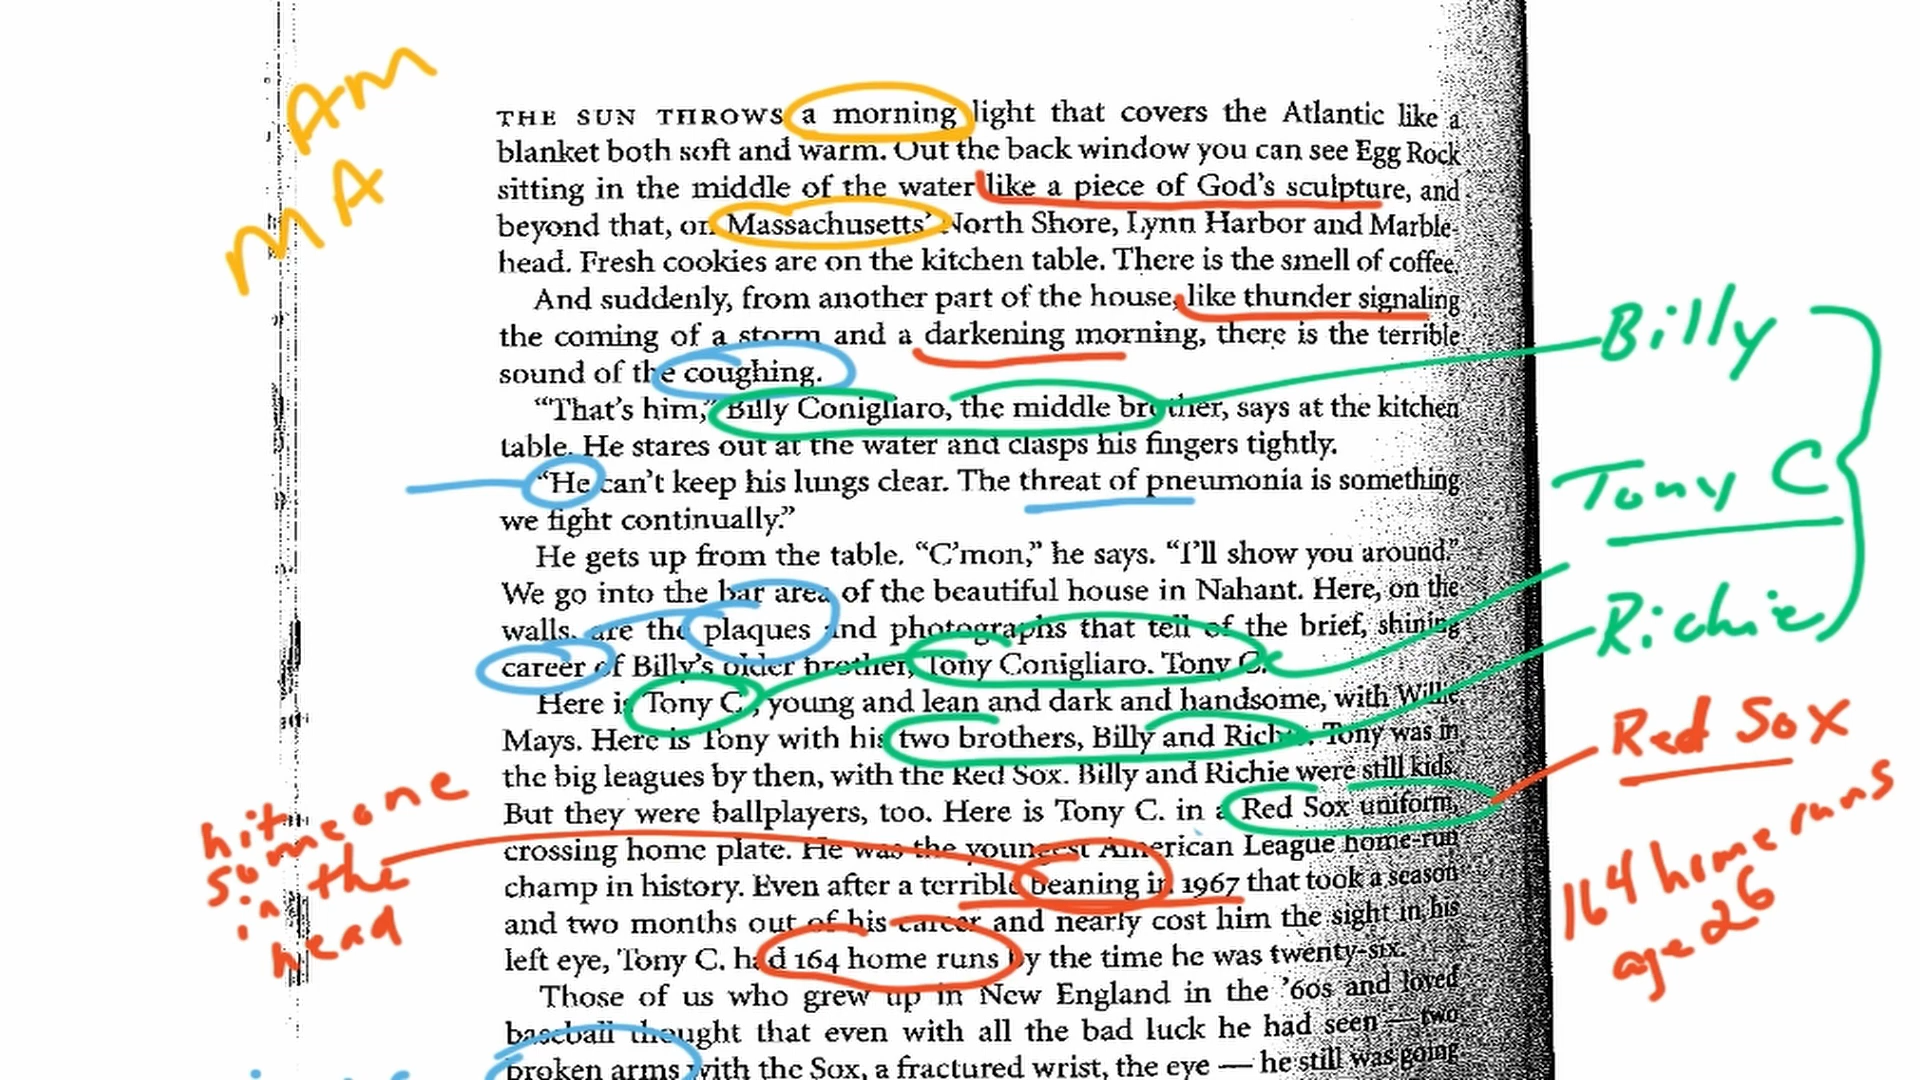 AM
MA
THE SUN THROWS a morning light that covers the Atlantic like a
blanket both soft and warm. Out the back window you can see Egg Rock
sitting in the middle of the water like a piece of God's sculpture, and
beyond that, on Massachusetts' North Shore, Lynn Harbor and Marble-
head. Fresh cookies are on the kitchen table. There is the smell of coffee.
And suddenly, from another part of the house, like thunder signaling
the coming of a storm and a darkening morning, there is the terrible
sound of the coughing.
"That's him," Billy Conigliaro, the middle brother, says at the kitchen
table. He stares out at the water and clasps his fingers tightly.
"He can't keep his lungs clear. The threat of pneumonia is something
we fight continually."
He gets up from the table. "C'mon," he says. "I'll show you around."
We go into the bar area of the beautiful house in Nahant. Here, on the
walls, are the plaques and photographs that tell of the brief, shining
career of Billy's older brother, Tony Conigliaro. Tony C.
Here is Tony C., young and lean and dark and handsome, with Willie
Mays. Here is Tony with his two brothers, Billy and Richie. Tony was in
the big leagues by then, with the Red Sox. Billy and Richie were still kids.
But they were ballplayers, too. Here is Tony C. in a Red Sox uniform,
crossing home plate. He was the youngest American League home-run
champ in history. Even after a terrible beaning in 1967 that took a season
and two months out of his career and nearly cost him the sight in his
left eye, Tony C. had 164 home runs by the time he was twenty-six.
Those of us who grew up in New England in the '60s and loved
baseball thought that even with all the bad luck he had seen — two
broken arms with the Sox, a fractured wrist, the eye — he still was going
Billy
Tony C
Richie
Red Sox
164 home runs
age 26
hit
someone
in the
head